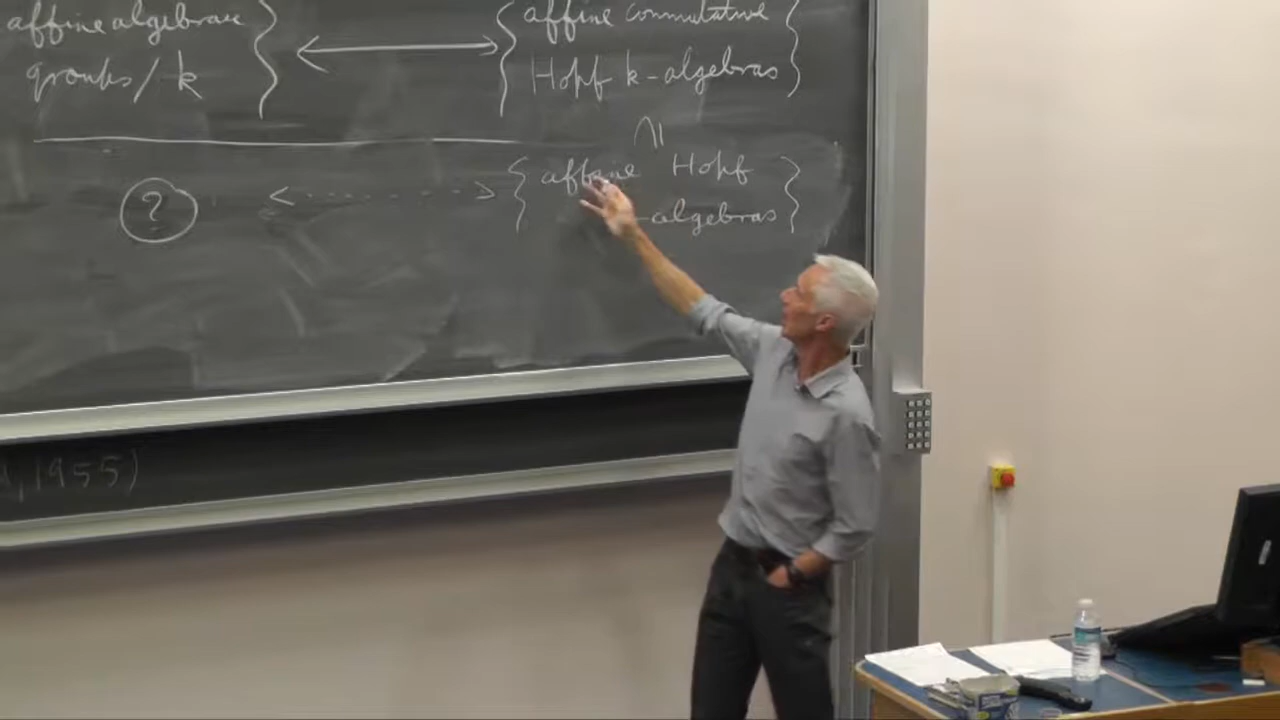 affine algebraic
groups / k
{ affine commutative
Hopf k-algebras }
{ affine Hopf
-algebras }
?
, 1955)